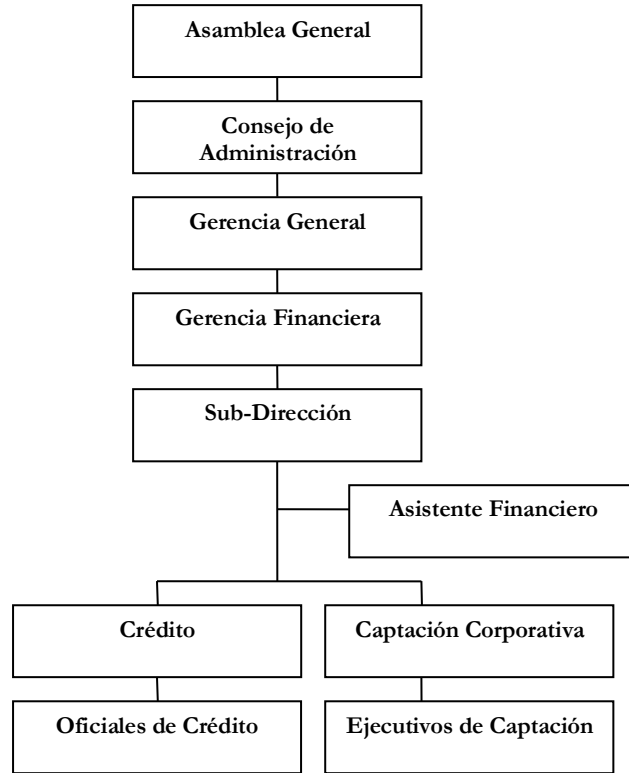 Asamblea General
Consejo de
Administración
Gerencia General
Gerencia Financiera
Sub-Dirección
Asistente Financiero
Crédito
Captación Corporativa
Oficiales de Crédito
Ejecutivos de Captación